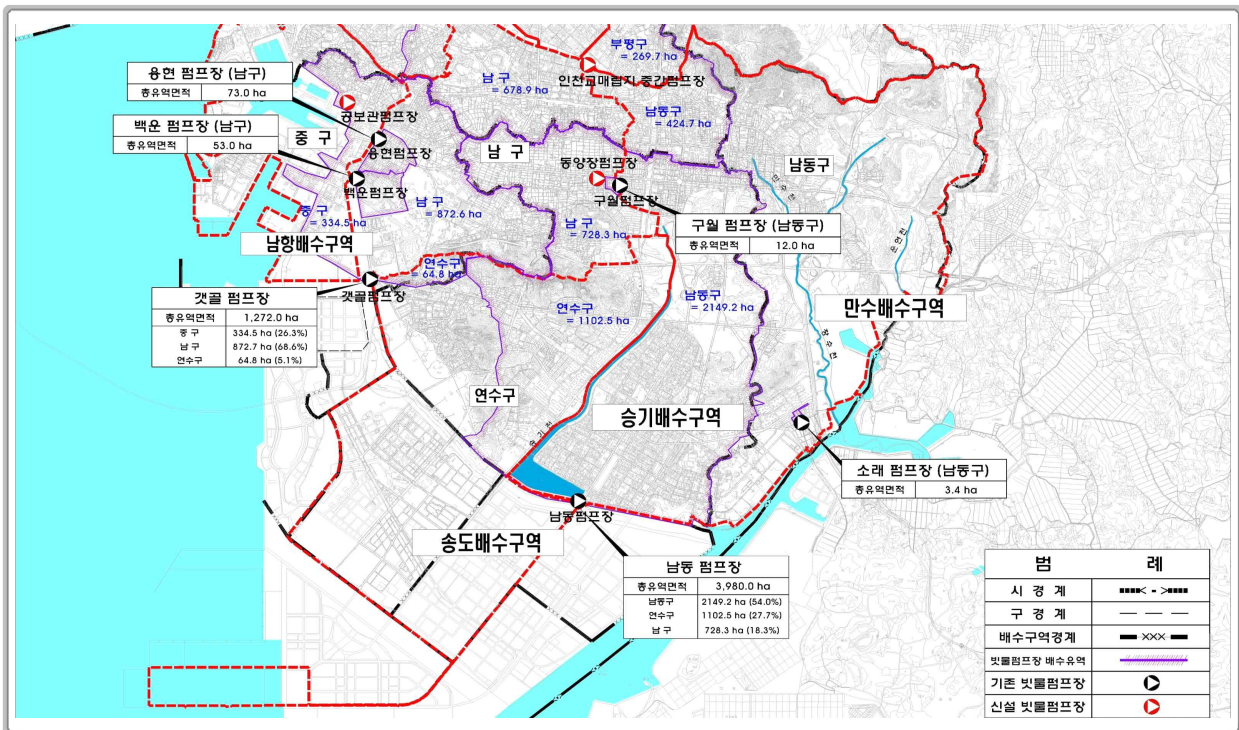 부평구
= 269.7 ha
용현 펌프장 (남구)
총유역면적 73.0 ha
남 구
= 678.9 ha
인천교매립지 중간펌프장
공보관펌프장
남동구
= 424.7 ha
백운 펌프장 (남구)
총유역면적 53.0 ha
중 구
용현펌프장
남 구
동양장펌프장
남동구
만수천
백운펌프장
구월펌프장
중 구
= 334.5 ha
남 구
= 872.6 ha
남 구
= 728.3 ha
구월 펌프장 (남동구)
총유역면적 12.0 ha
운연천
남항배수구역
연수구
= 64.8 ha
갯골펌프장
갯골 펌프장
총유역면적 1,272.0 ha
중 구 334.5 ha (26.3%)
남 구 872.7 ha (68.6%)
연수구 64.8 ha (5.1%)
연수구
= 1102.5 ha
남동구
= 2149.2 ha
만수배수구역
장수천
연수구
승기배수구역
승기천
소래 펌프장 (남동구)
총유역면적 3.4 ha
남동펌프장
송도배수구역
남동 펌프장
총유역면적 3,980.0 ha
남동구 2149.2 ha (54.0%)
연수구 1102.5 ha (27.7%)
남 구 728.3 ha (18.3%)
범 례
시 경 계
구 경 계
배수구역경계
빗물펌프장 배수유역
기존 빗물펌프장
신설 빗물펌프장